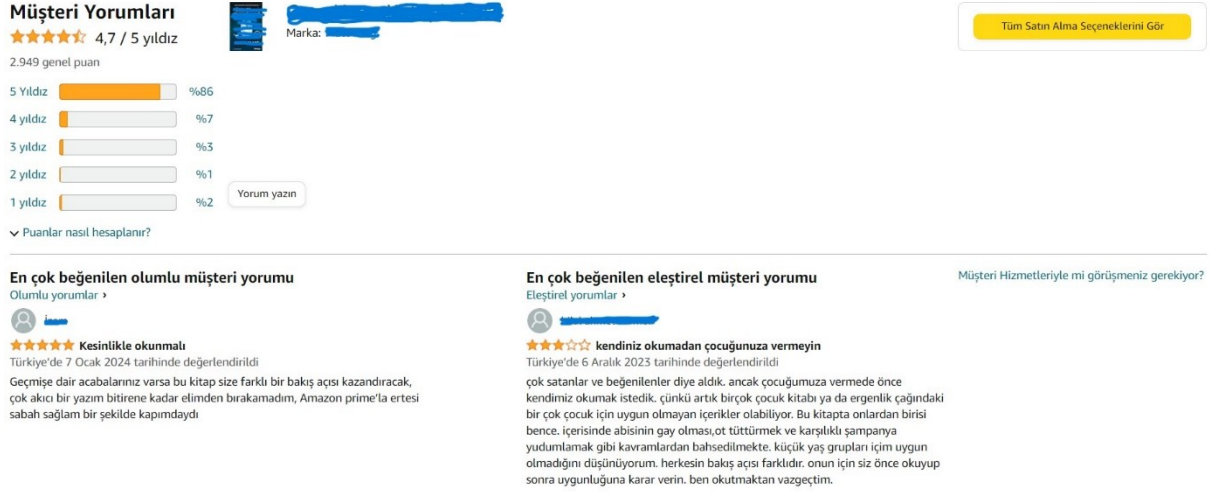 Müşteri Yorumları
4,7 / 5 yıldız
2.949 genel puan
5 Yıldız %86
4 yıldız %7
3 yıldız %3
2 yıldız %1
1 yıldız %2
Puanlar nasıl hesaplanır?
Marka:
Yorum yazın
Tüm Satın Alma Seçeneklerini Gör
En çok beğenilen olumlu müşteri yorumu
Olumlu yorumlar ›
Kesinlikle okunmalı
Türkiye'de 7 Ocak 2024 tarihinde değerlendirildi
Geçmişe dair acabalarınız varsa bu kitap size farklı bir bakış açısı kazandıracak,
çok akıcı bir yazım bitirene kadar elimden bırakamadım, Amazon prime'la ertesi
sabah sağlam bir şekilde kapımdaydı
En çok beğenilen eleştirel müşteri yorumu
Eleştirel yorumlar ›
kendiniz okumadan çocuğunuza vermeyin
Türkiye'de 6 Aralık 2023 tarihinde değerlendirildi
çok satanlar ve beğenilenler diye aldık. ancak çocuğumuza vermede önce
kendimiz okumak istedik. çünkü artık birçok çocuk kitabı ya da ergenlik çağındaki
bir çok çocuk için uygun olmayan içerikler olabiliyor. Bu kitapta onlardan birisi
bence. içerisinde abisinin gay olması,ot tüttürmek ve karşılıklı şampanya
yudumlamak gibi kavramlardan bahsedilmekte. küçük yaş grupları içim uygun
olmadığını düşünüyorum. herkesin bakış açısı farklıdır. onun için siz önce okuyup
sonra uygunluğuna karar verin. ben okutmaktan vazgeçtim.
Müşteri Hizmetleriyle mi görüşmeniz gerekiyor?